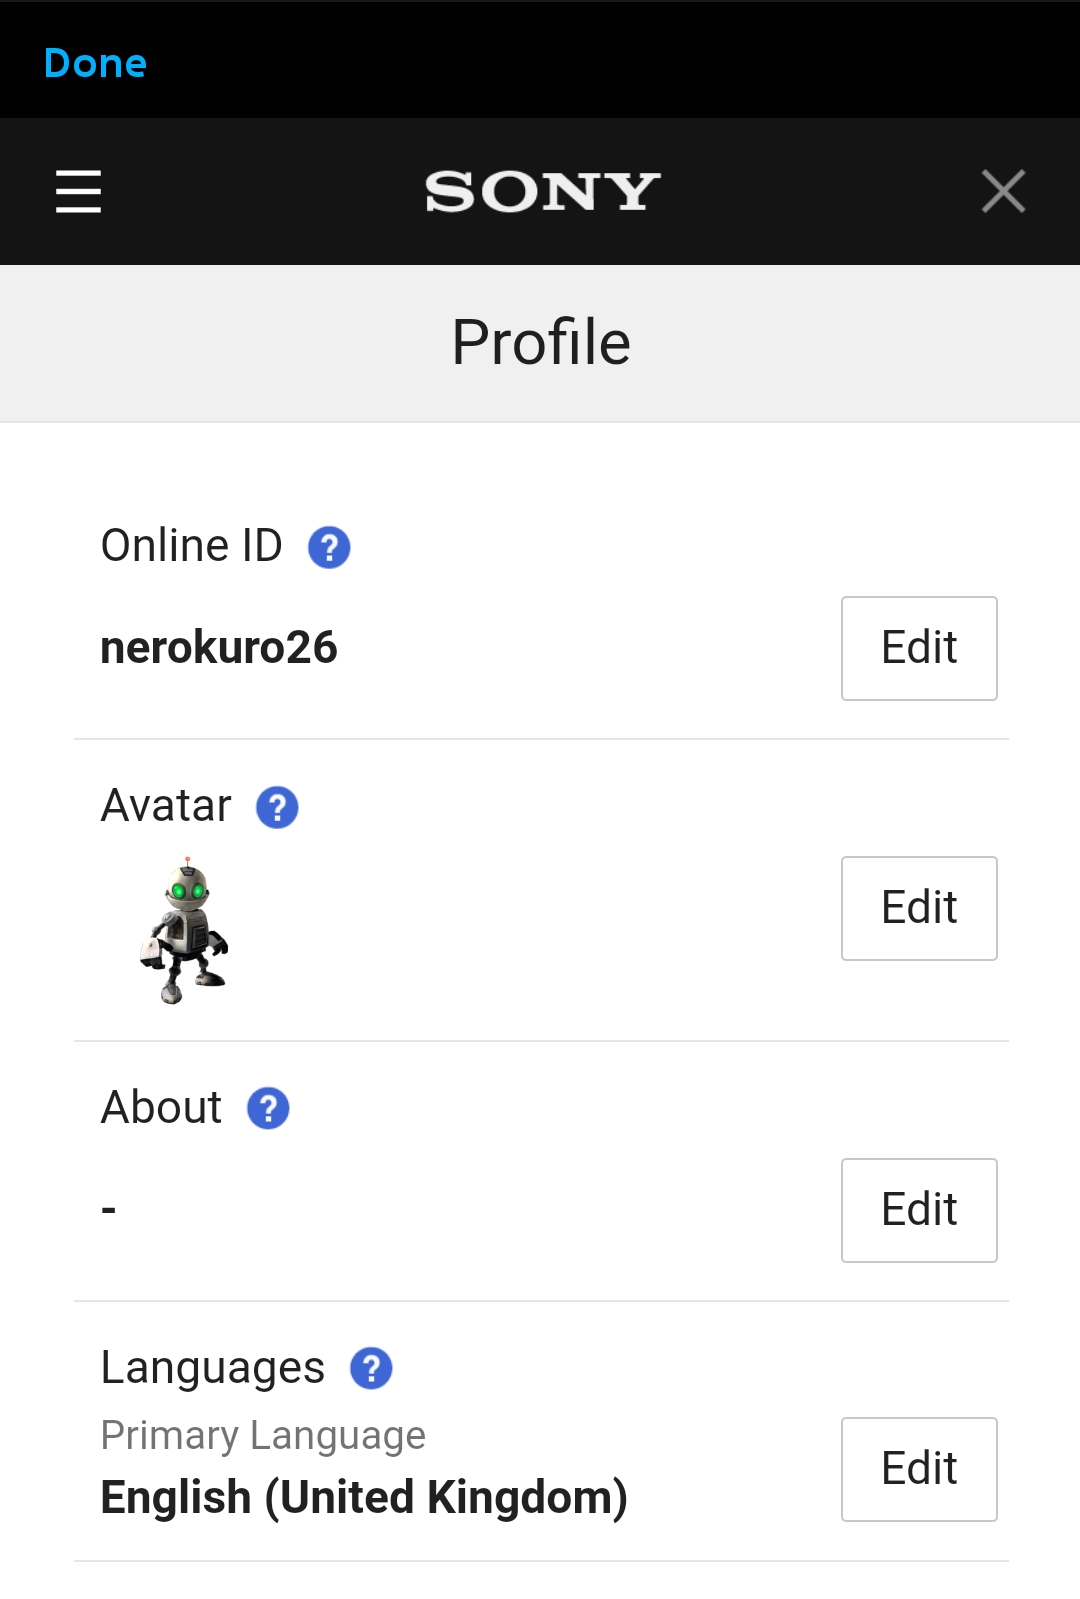 Done
SONY
Profile
Online ID ?
nerokuro26
Edit
Avatar ?
Edit
About ?
-
Edit
Languages ?
Primary Language
English (United Kingdom)
Edit